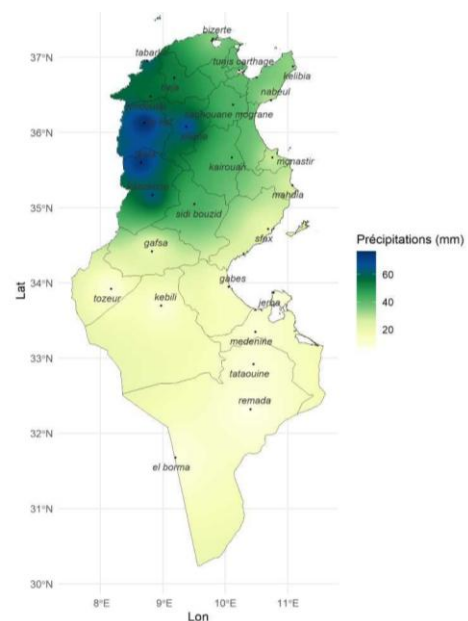 bizerte
37°N
tabarka
tunis carthage
kelibia
beja
nabeul
zaghouane mograne
36°N
kairouan
monastir
mahdia
35°N
sidi bouzid
sfax
gafsa
Précipitations (mm)
60
40
20
34°N
gabes
tozeur
kebili
jerba
33°N
medenine
tataouine
remada
32°N
el borma
31°N
30°N
8°E
9°E
10°E
11°E
Lon
Lat